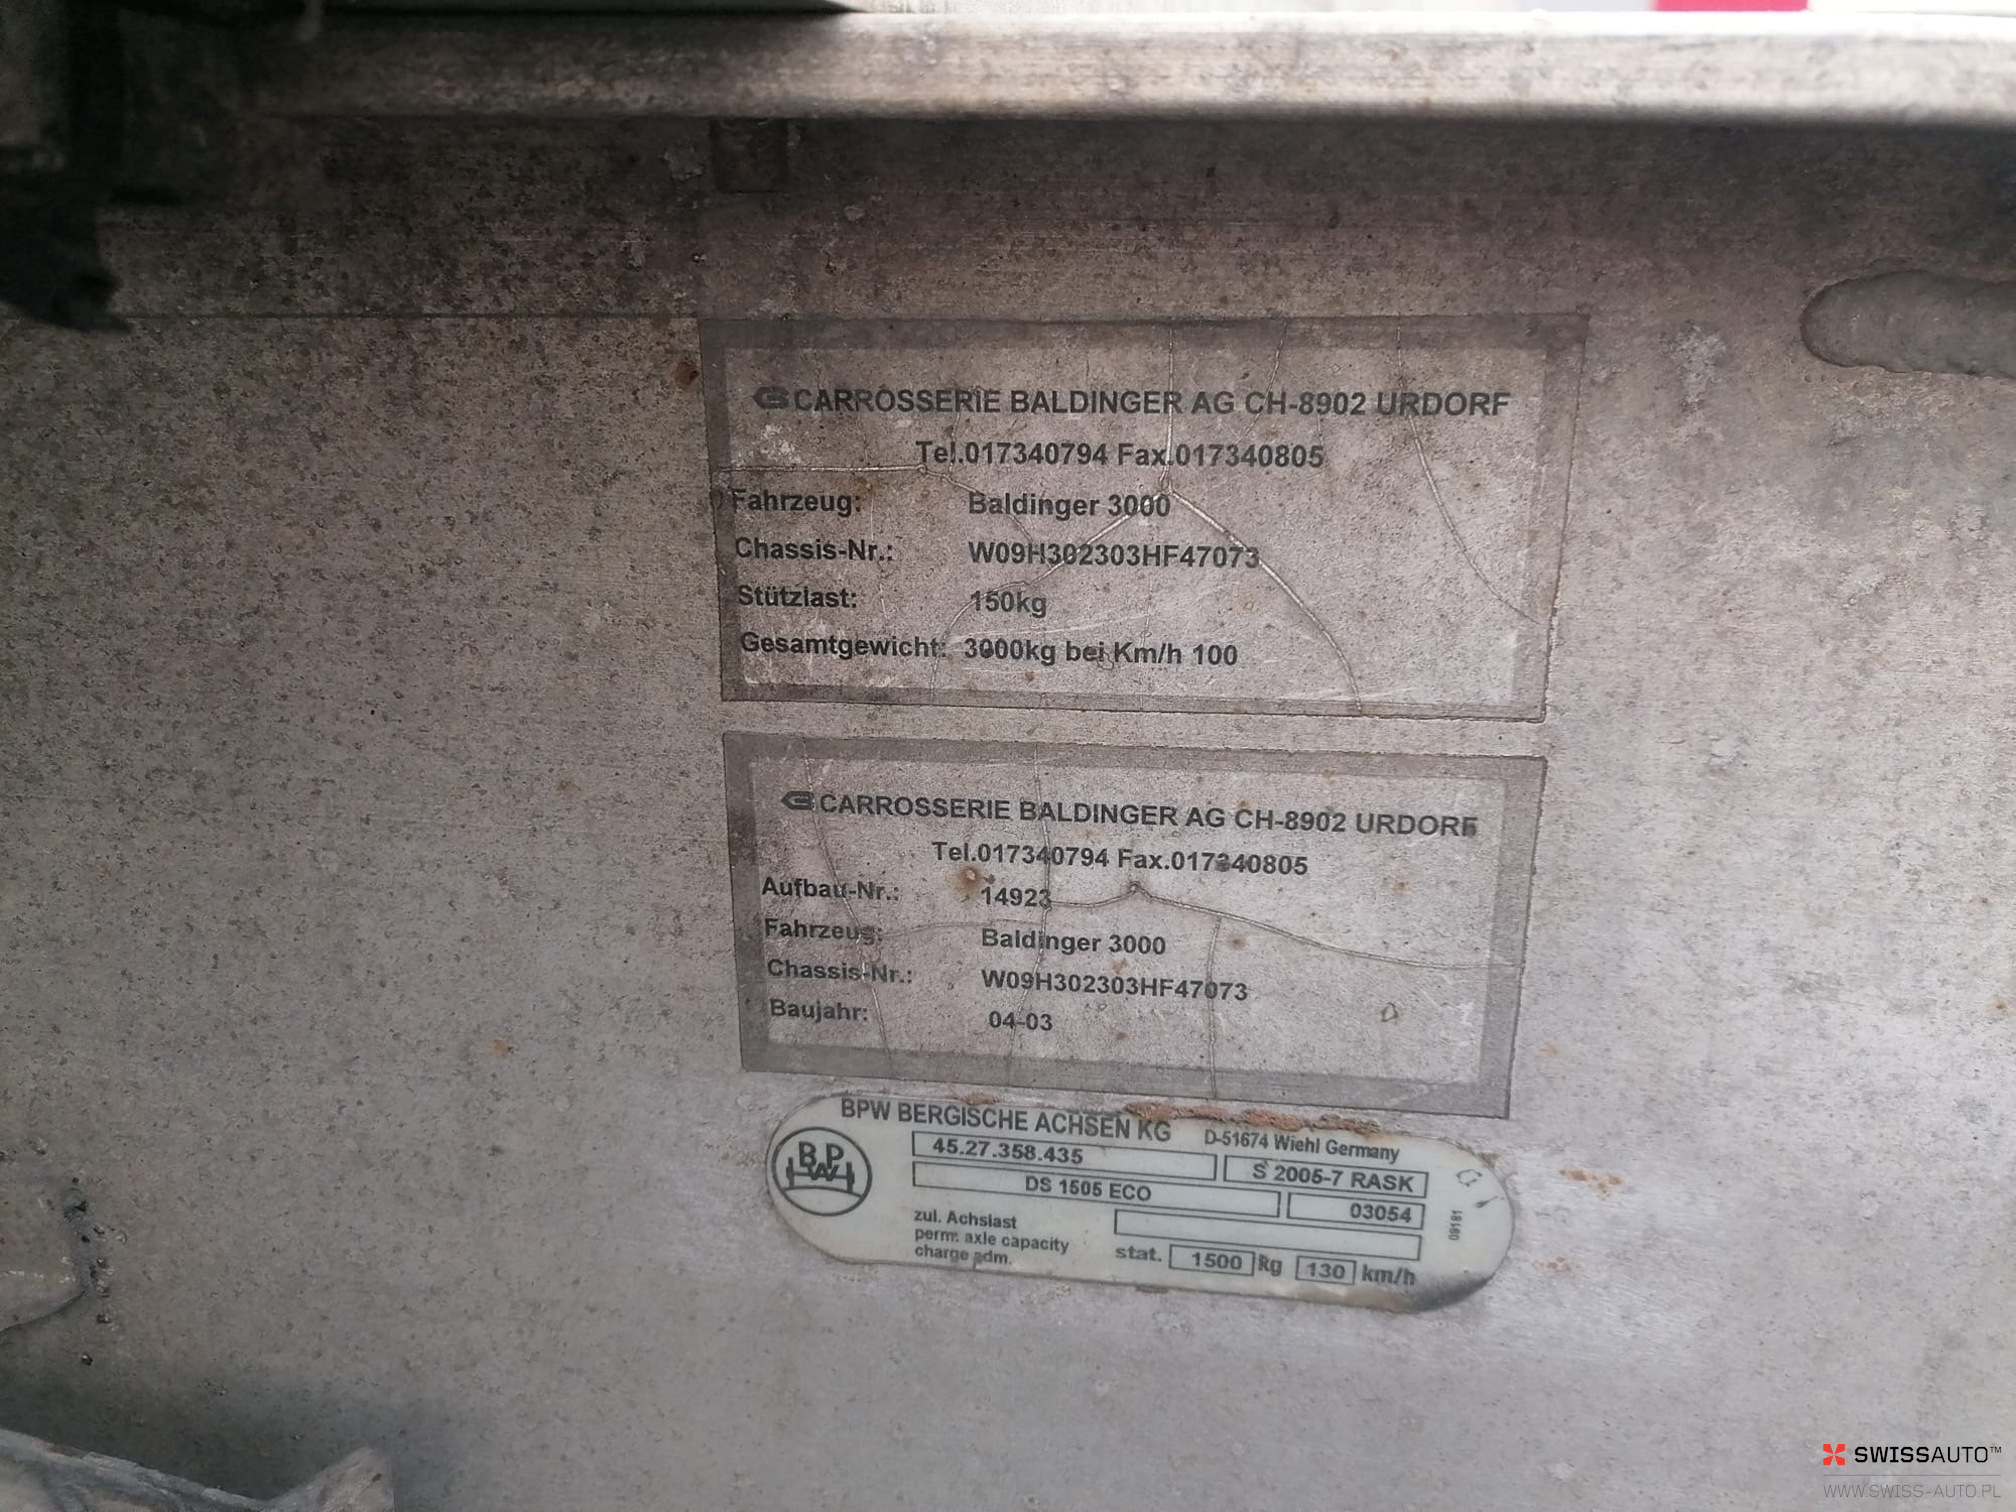 CARROSSERIE BALDINGER AG CH-8902 URDORF
Tel.017340794 Fax.017340805
Fahrzeug: Baldinger 3000
Chassis-Nr.: W09H302303HF47073
Stützlast: 150kg
Gesamtgewicht: 3000kg bei Km/h 100
CARROSSERIE BALDINGER AG CH-8902 URDORF
Tel.017340794 Fax.017340805
Aufbau-Nr.: 14923
Fahrzeug: Baldinger 3000
Chassis-Nr.: W09H302303HF47073
Baujahr: 04-03
BPW BERGISCHE ACHSEN KG D-51674 Wiehl Germany
BPW
45.27.358.435 S 2005-7 RASK
DS 1505 ECO 03054
zul. Achslast
perm. axle capacity
charge adm.
stat. 1500 kg 130 km/h
SWISSAUTO™
WWW.SWISS-AUTO.PL